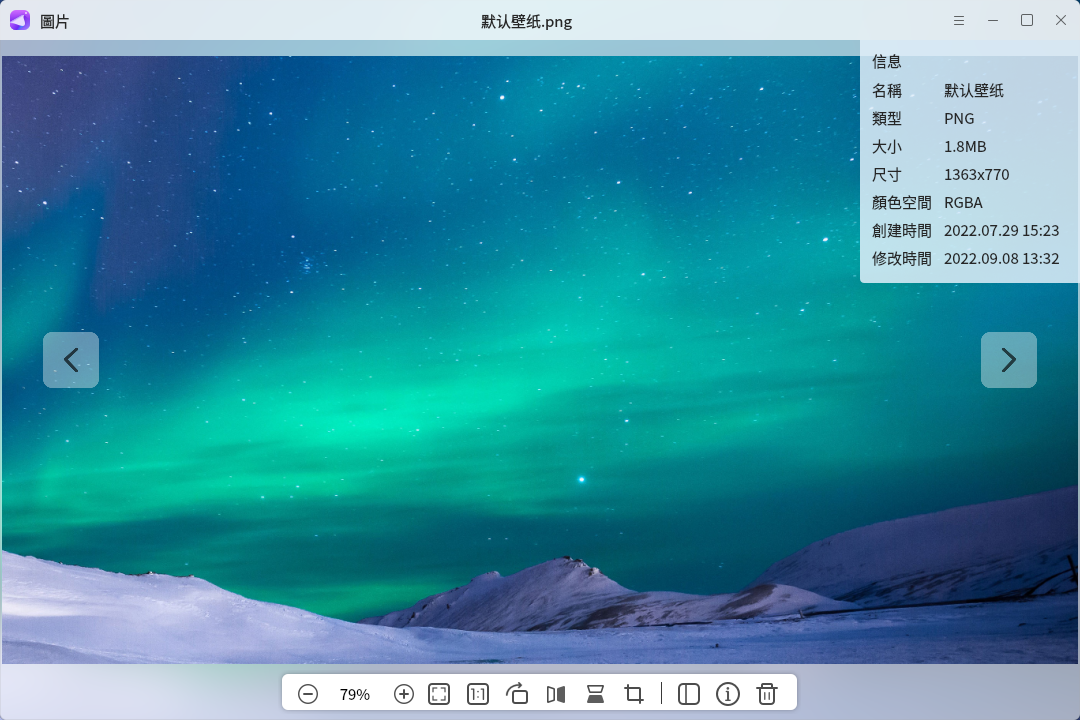 圖片
默认壁纸.png
信息
名稱 默认壁纸
類型 PNG
大小 1.8MB
尺寸 1363x770
顏色空間 RGBA
創建時間 2022.07.29 15:23
修改時間 2022.09.08 13:32
79%
1:1